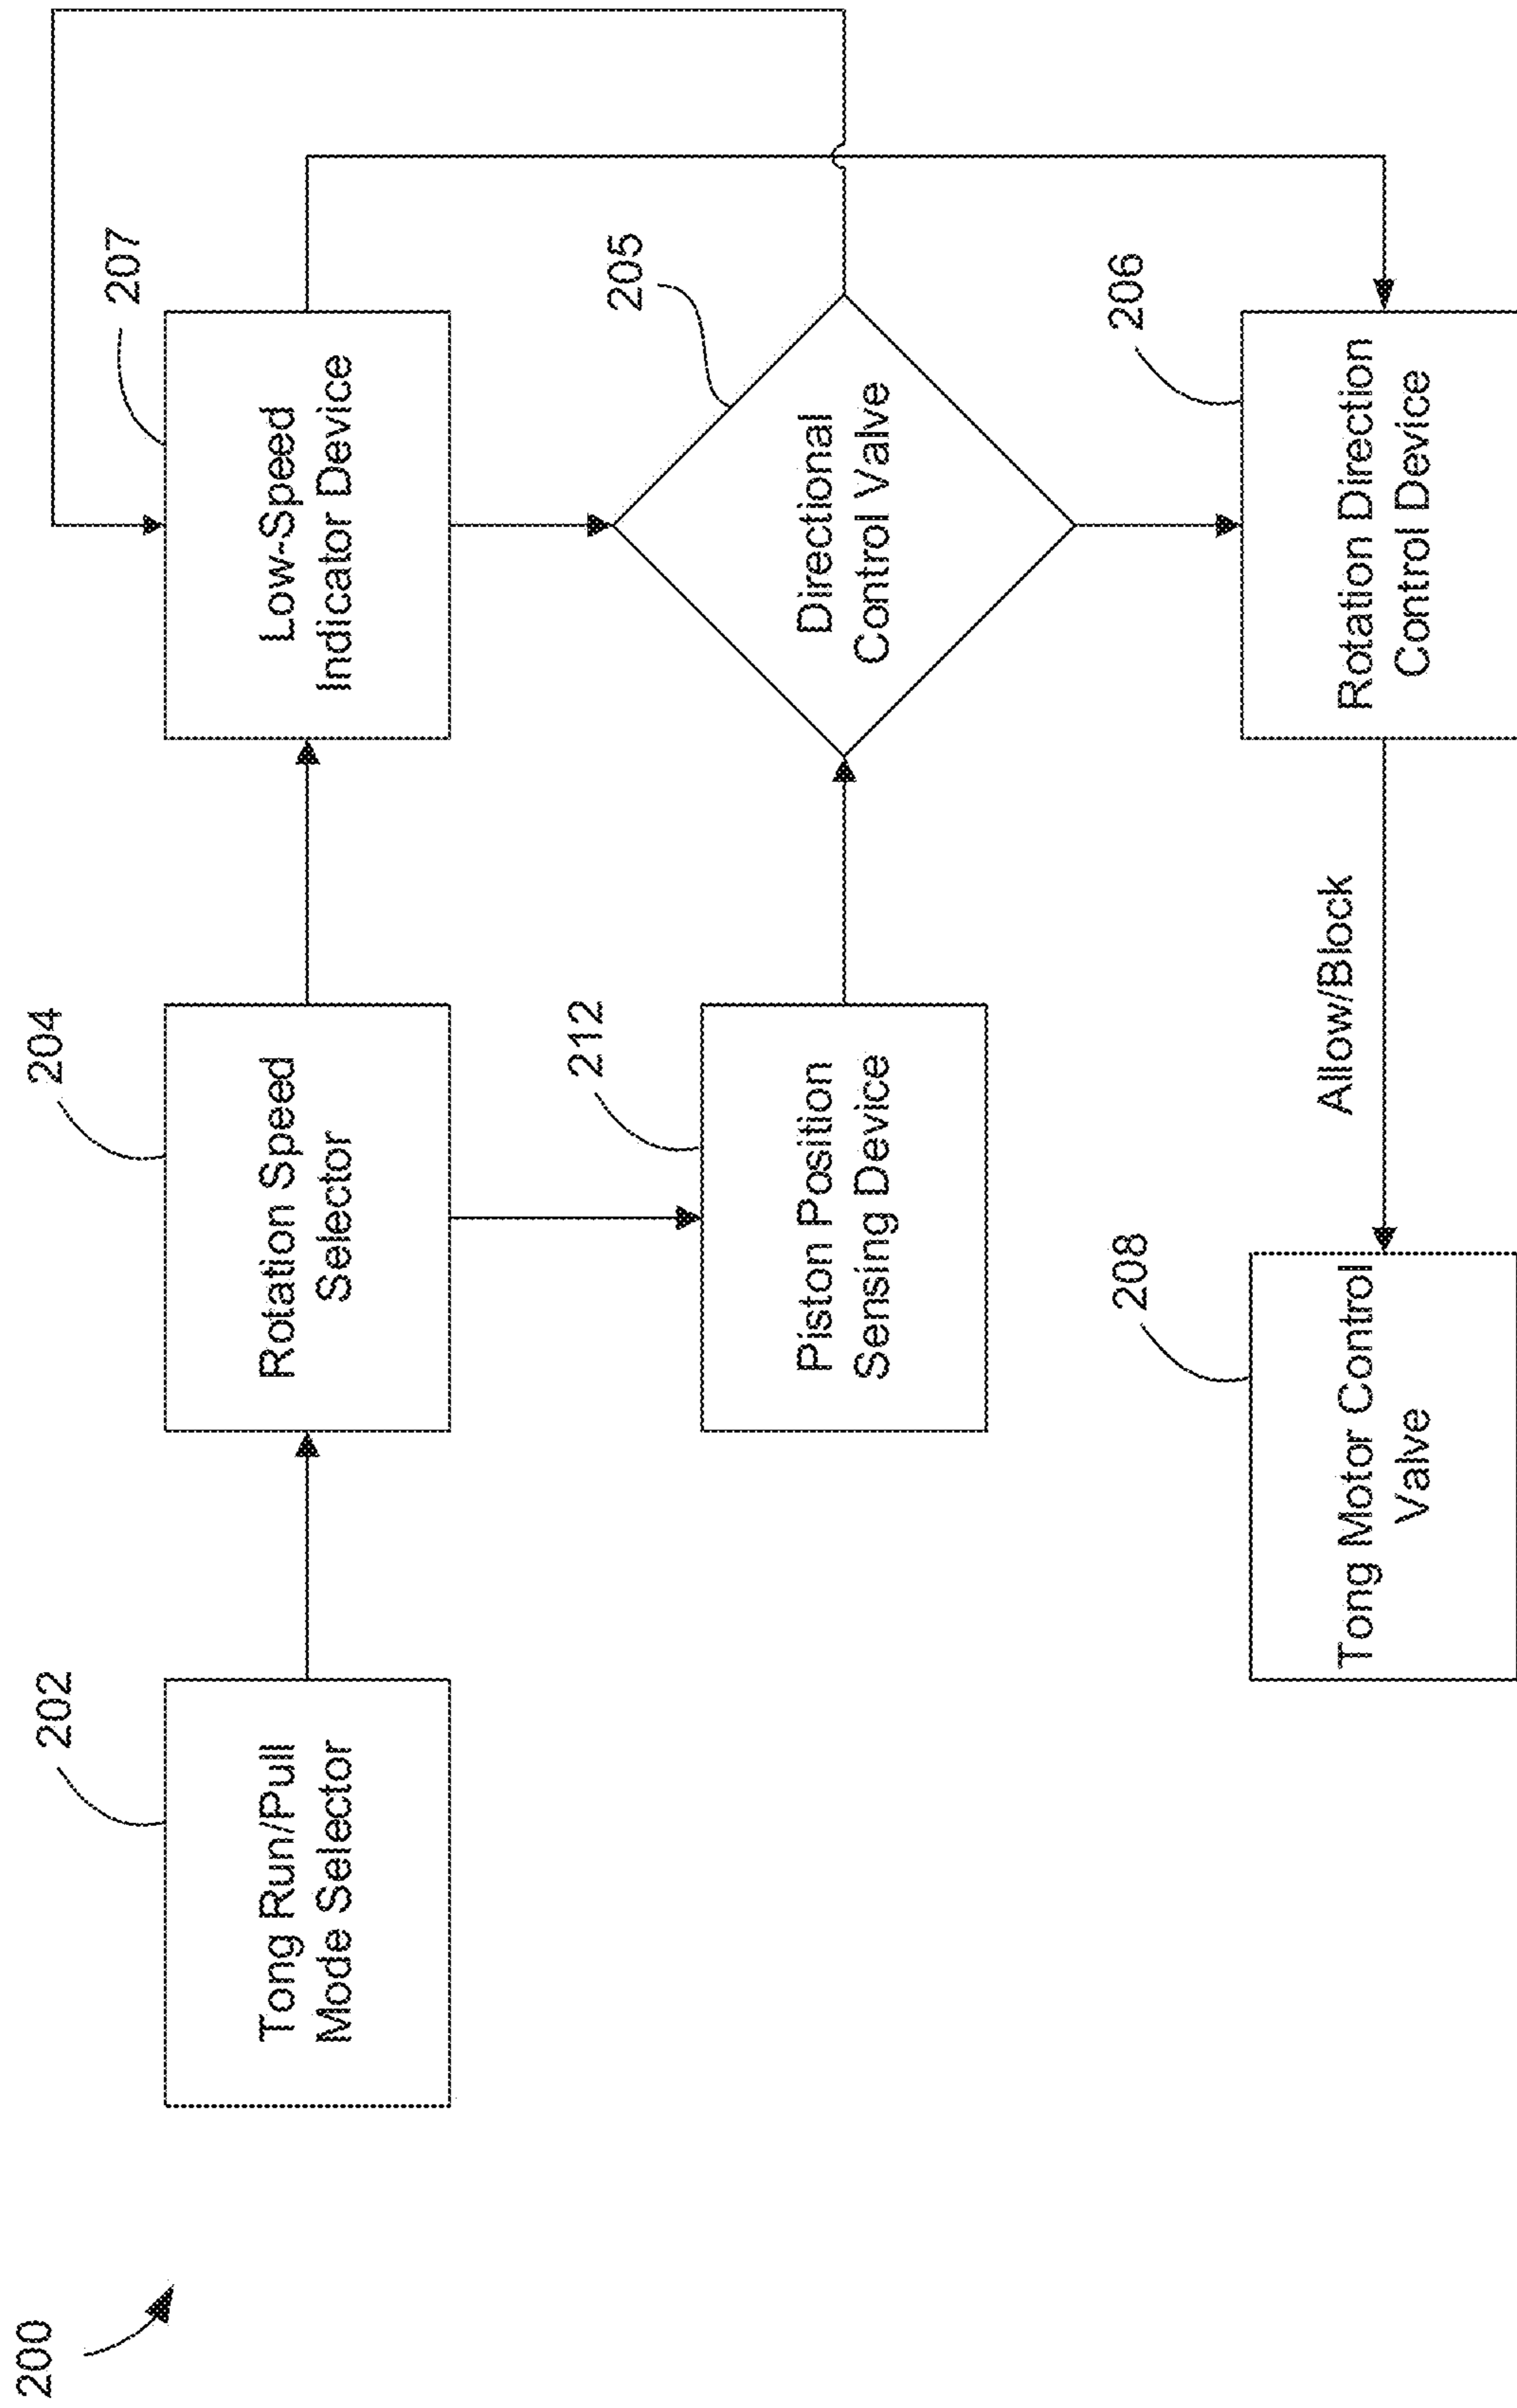 200
202
Tong Run/Pull
Mode Selector
204
Rotation Speed
Selector
207
Low-Speed
Indicator Device
212
Piston Position
Sensing Device
205
Directional
Control Valve
208
Tong Motor Control
Valve
Allow/Block
206
Rotation Direction
Control Device